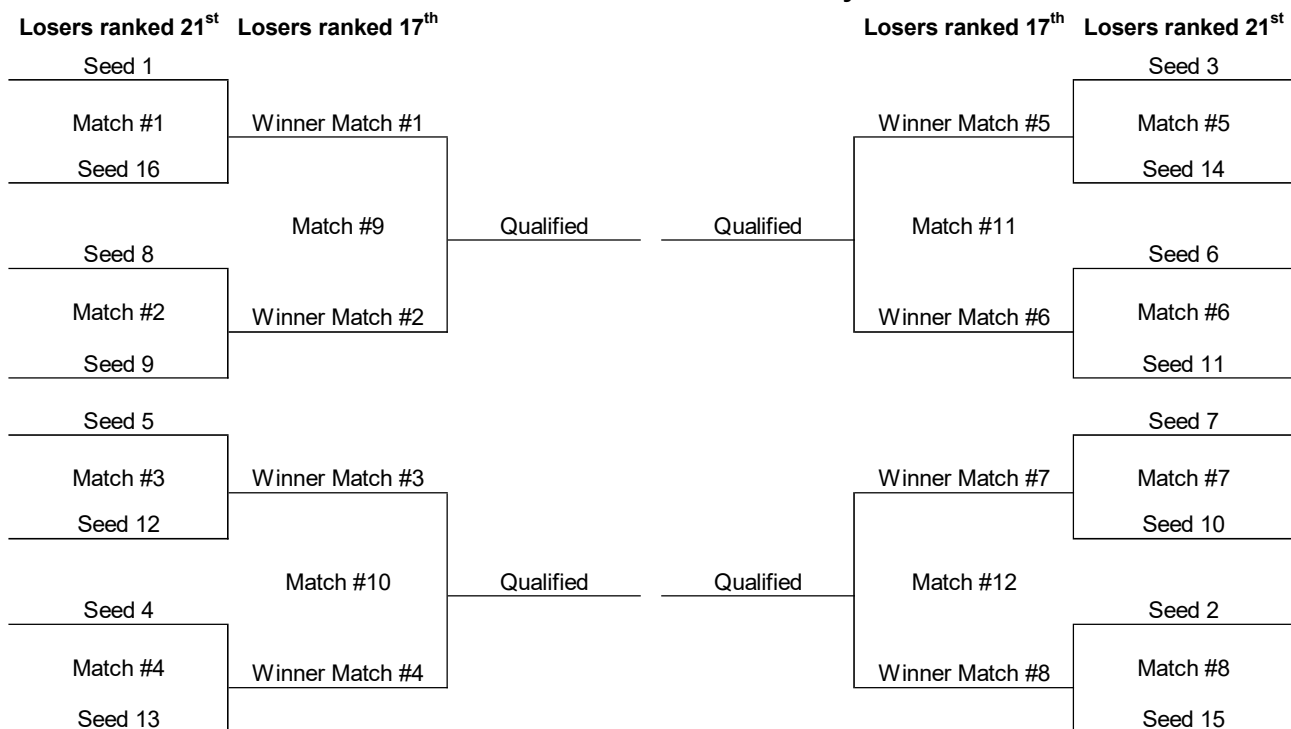 Losers ranked 21st Losers ranked 17th Losers ranked 17th Losers ranked 21st
Seed 1 Seed 3
Match #1 Winner Match #1 Winner Match #5 Match #5
Seed 16 Seed 14
Match #9 Qualified Qualified Match #11
Seed 8 Seed 6
Match #2 Winner Match #2 Winner Match #6 Match #6
Seed 9 Seed 11
Seed 5 Seed 7
Match #3 Winner Match #3 Winner Match #7 Match #7
Seed 12 Seed 10
Match #10 Qualified Qualified Match #12
Seed 4 Seed 2
Match #4 Winner Match #4 Winner Match #8 Match #8
Seed 13 Seed 15